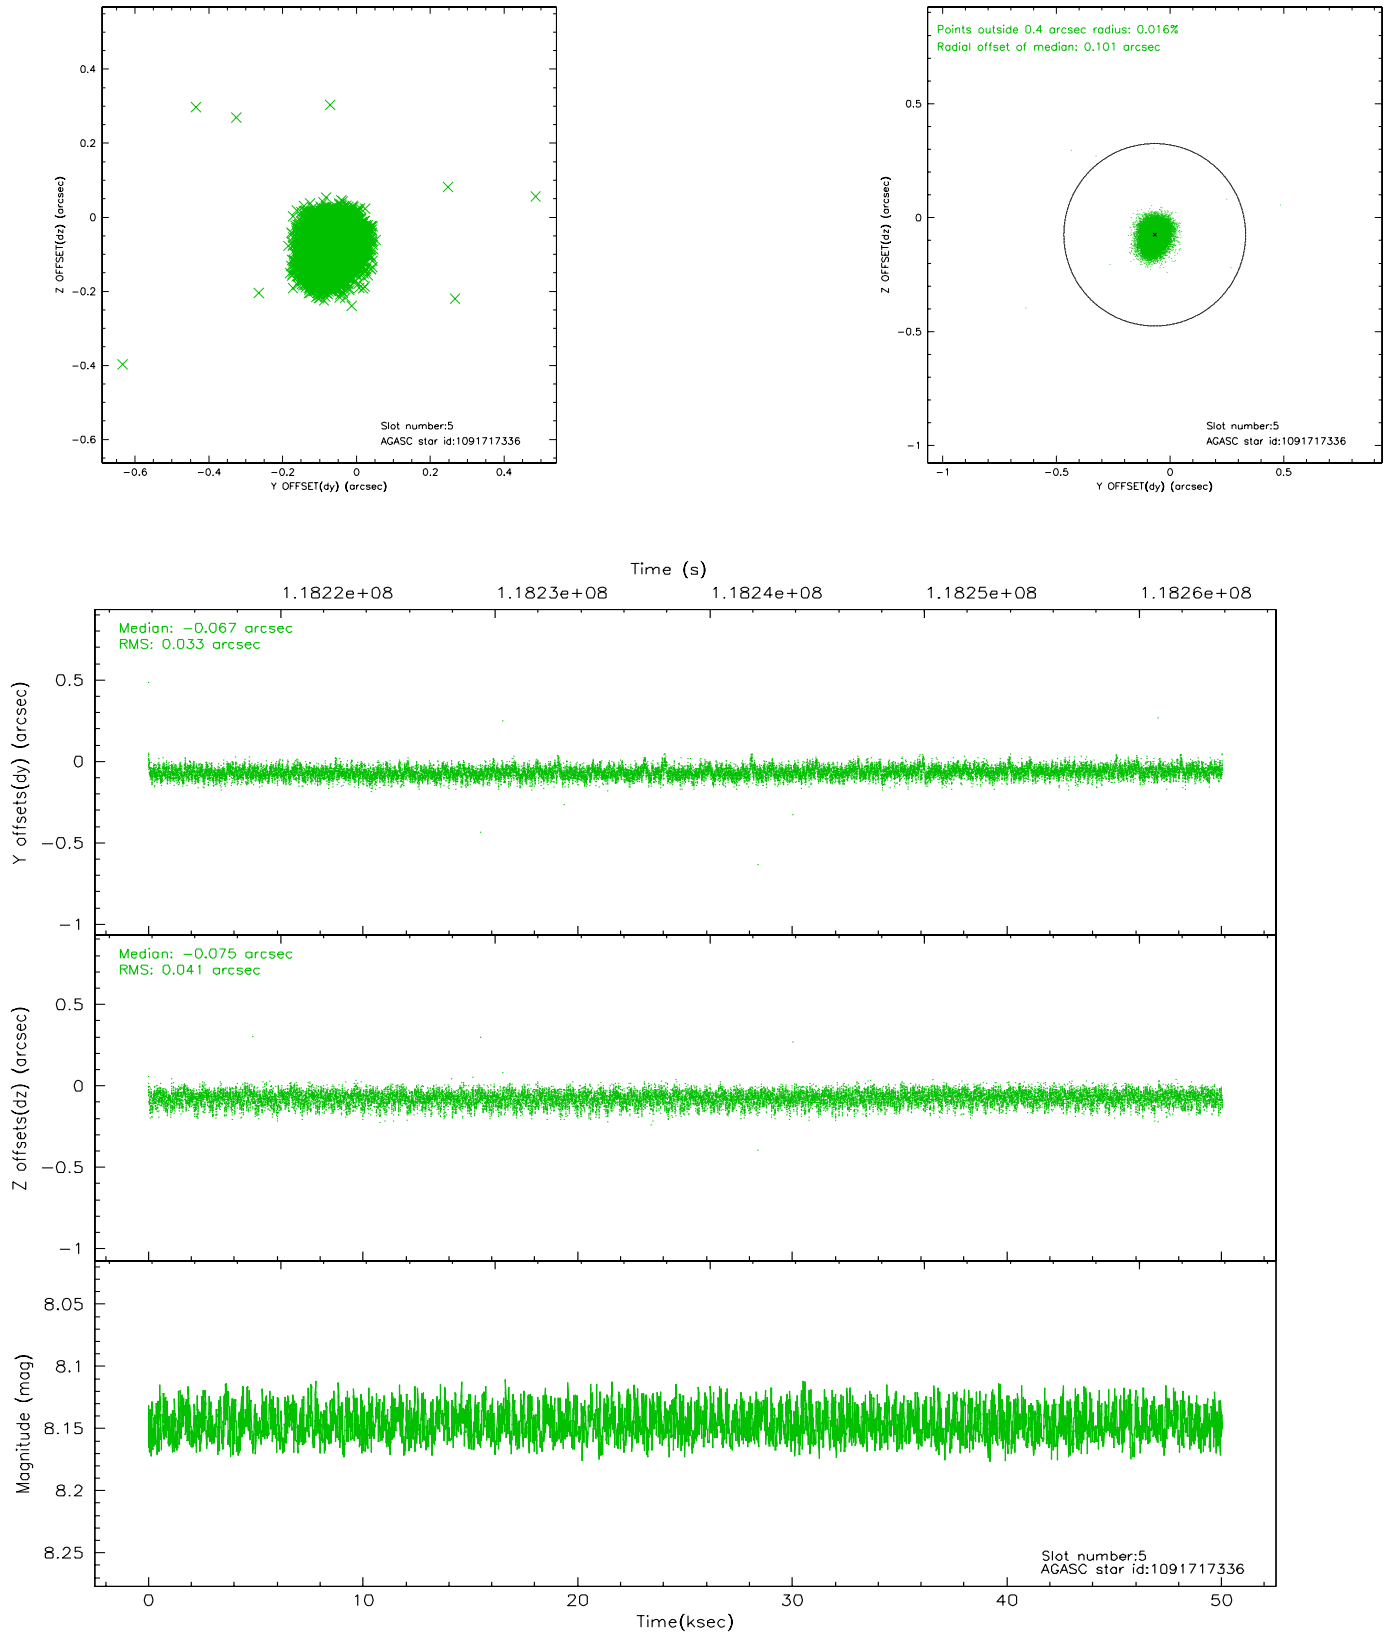 0.4
0.2
0
-0.2
-0.4
-0.6
Z OFFSET(dz) (arcsec)
Slot number:5
AGASC star id:1091717336
-0.6 -0.4 -0.2 0 0.2 0.4
Y OFFSET(dy) (arcsec)
Points outside 0.4 arcsec radius: 0.016%
Radial offset of median: 0.101 arcsec
0.5
0
-0.5
-1
Z OFFSET(dz) (arcsec)
Slot number:5
AGASC star id:1091717336
-1 -0.5 0 0.5
Y OFFSET(dy) (arcsec)
Time (s)
1.1822e+08 1.1823e+08 1.1824e+08 1.1825e+08 1.1826e+08
Median: -0.067 arcsec
RMS: 0.033 arcsec
0.5
0
-0.5
-1
Y offsets(dy) (arcsec)
Median: -0.075 arcsec
RMS: 0.041 arcsec
0.5
0
-0.5
-1
Z offsets(dz) (arcsec)
8.05
8.1
8.15
8.2
8.25
Magnitude (mag)
Slot number:5
AGASC star id:1091717336
0 10 20 30 40 50
Time(ksec)